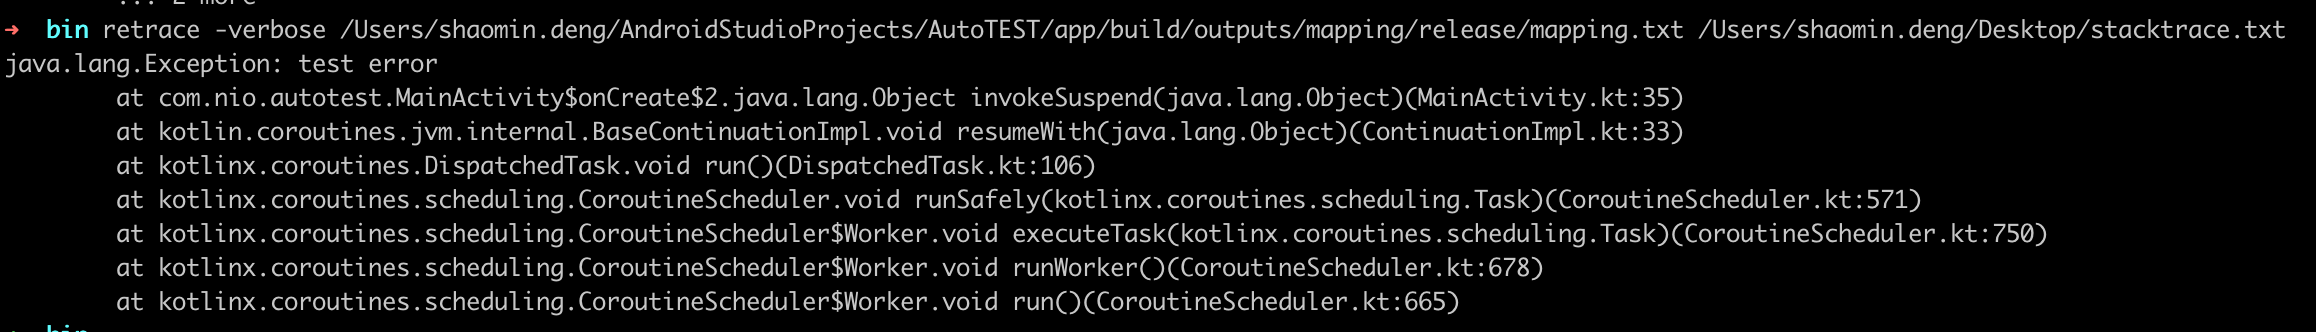 ... 2 more
➜  bin retrace -verbose /Users/shaomin.deng/AndroidStudioProjects/AutoTEST/app/build/outputs/mapping/release/mapping.txt /Users/shaomin.deng/Desktop/stacktrace.txt
java.lang.Exception: test error
        at com.nio.autotest.MainActivity$onCreate$2.java.lang.Object invokeSuspend(java.lang.Object)(MainActivity.kt:35)
        at kotlin.coroutines.jvm.internal.BaseContinuationImpl.void resumeWith(java.lang.Object)(ContinuationImpl.kt:33)
        at kotlinx.coroutines.DispatchedTask.void run()(DispatchedTask.kt:106)
        at kotlinx.coroutines.scheduling.CoroutineScheduler.void runSafely(kotlinx.coroutines.scheduling.Task)(CoroutineScheduler.kt:571)
        at kotlinx.coroutines.scheduling.CoroutineScheduler$Worker.void executeTask(kotlinx.coroutines.scheduling.Task)(CoroutineScheduler.kt:750)
        at kotlinx.coroutines.scheduling.CoroutineScheduler$Worker.void runWorker()(CoroutineScheduler.kt:678)
        at kotlinx.coroutines.scheduling.CoroutineScheduler$Worker.void run()(CoroutineScheduler.kt:665)
➜  bin